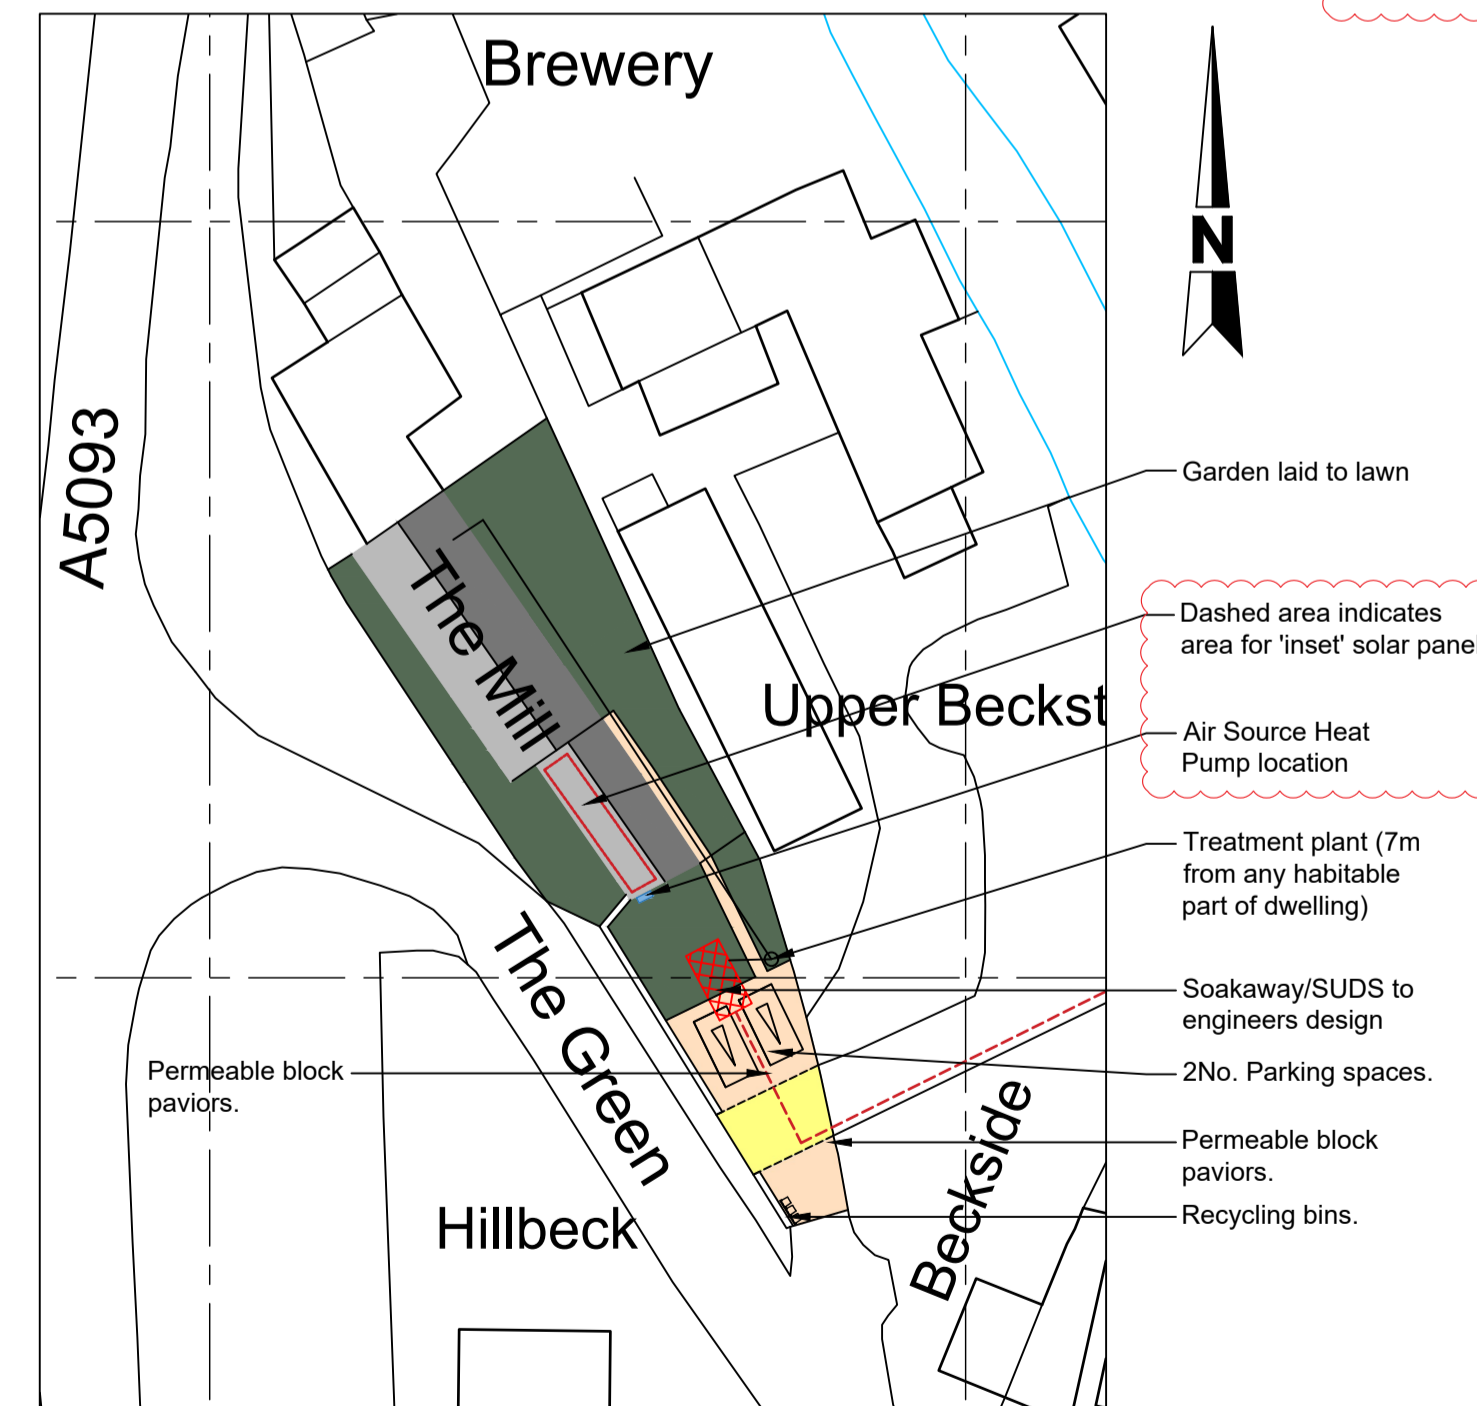 Brewery
N
A5093
Garden laid to lawn
The Mill
Dashed area indicates
area for 'inset' solar panel
Upper Beckst
Air Source Heat
Pump location
Treatment plant (7m
from any habitable
part of dwelling)
The Green
Soakaway/SUDS to
engineers design
Permeable block
paviors.
2No. Parking spaces.
Beckside
Permeable block
paviors.
Hillbeck
Recycling bins.